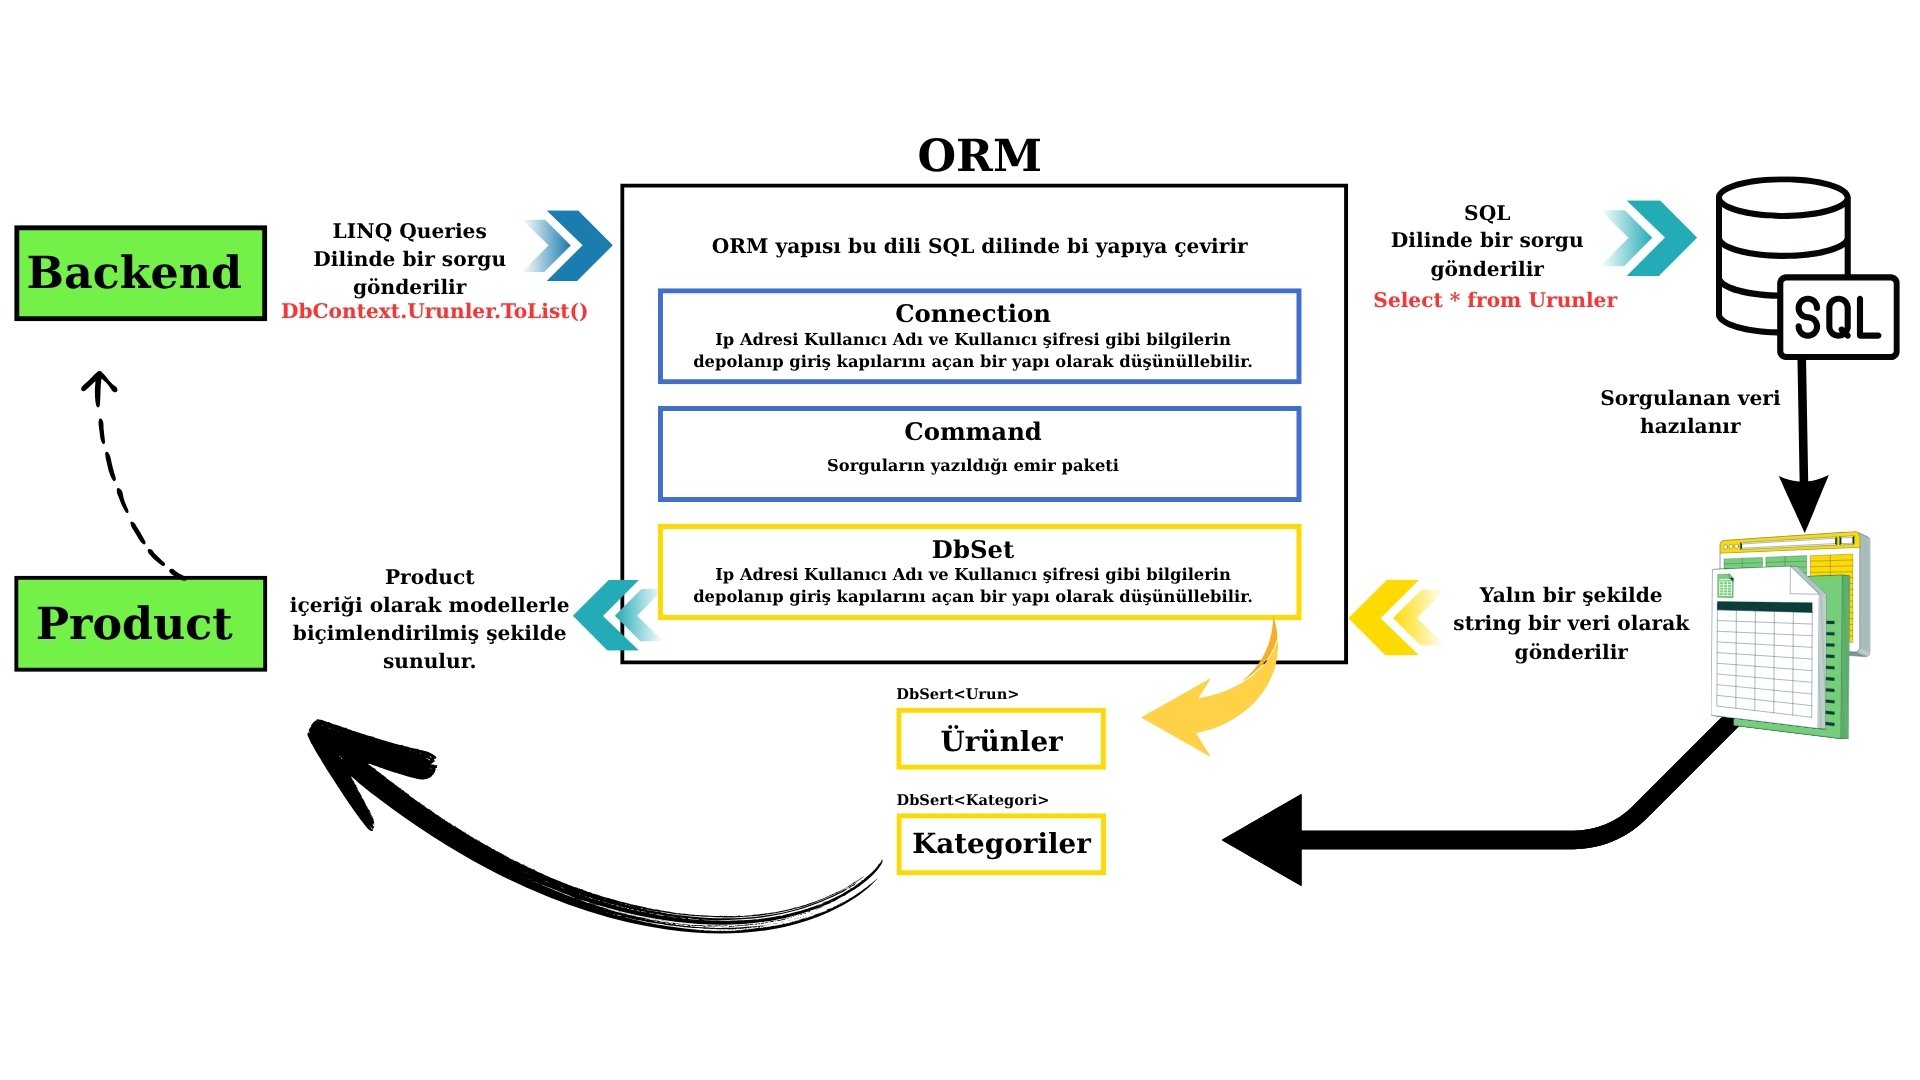 ORM
Backend
LINQ Queries
Dilinde bir sorgu
gönderilir
DbContext.Urunler.ToList()
ORM yapısı bu dili SQL dilinde bi yapıya çevirir
Connection
Ip Adresi Kullanıcı Adı ve Kullanıcı şifresi gibi bilgilerin
depolanıp giriş kapılarını açan bir yapı olarak düşünüllebilir.
Command
Sorguların yazıldığı emir paketi
DbSet
Ip Adresi Kullanıcı Adı ve Kullanıcı şifresi gibi bilgilerin
depolanıp giriş kapılarını açan bir yapı olarak düşünüllebilir.
SQL
Dilinde bir sorgu
gönderilir
Select * from Urunler
SQL
Sorgulanan veri
hazılanır
Yalın bir şekilde
string bir veri olarak
gönderilir
Product
Product
içeriği olarak modellerle
biçimlendirilmiş şekilde
sunulur.
DbSert<Urun>
Ürünler
DbSert<Kategori>
Kategoriler